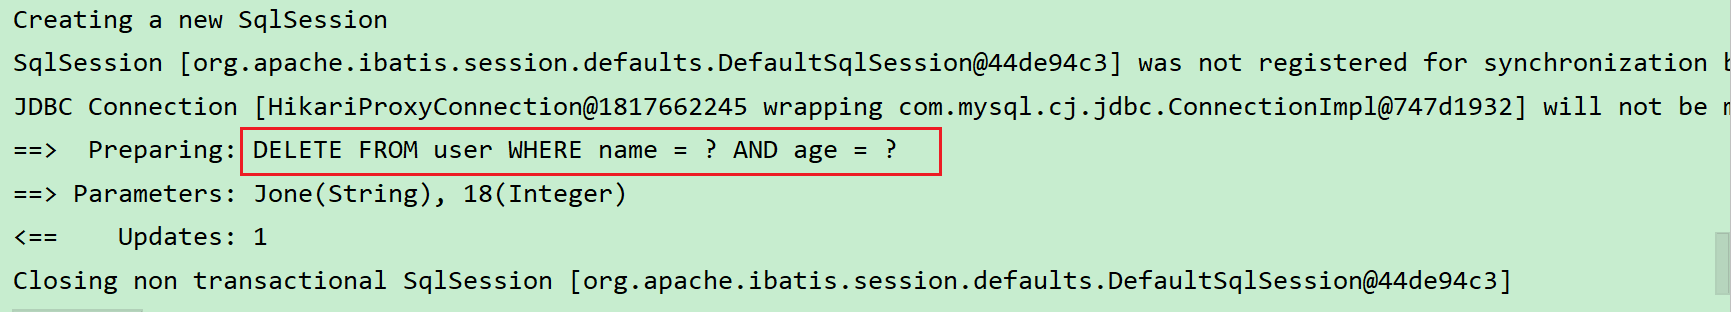 Creating a new SqlSession
SqlSession [org.apache.ibatis.session.defaults.DefaultSqlSession@44de94c3] was not registered for synchronization
JDBC Connection [HikariProxyConnection@1817662245 wrapping com.mysql.cj.jdbc.ConnectionImpl@747d1932] will not be
==>  Preparing: DELETE FROM user WHERE name = ? AND age = ?
==> Parameters: Jone(String), 18(Integer)
<==    Updates: 1
Closing non transactional SqlSession [org.apache.ibatis.session.defaults.DefaultSqlSession@44de94c3]